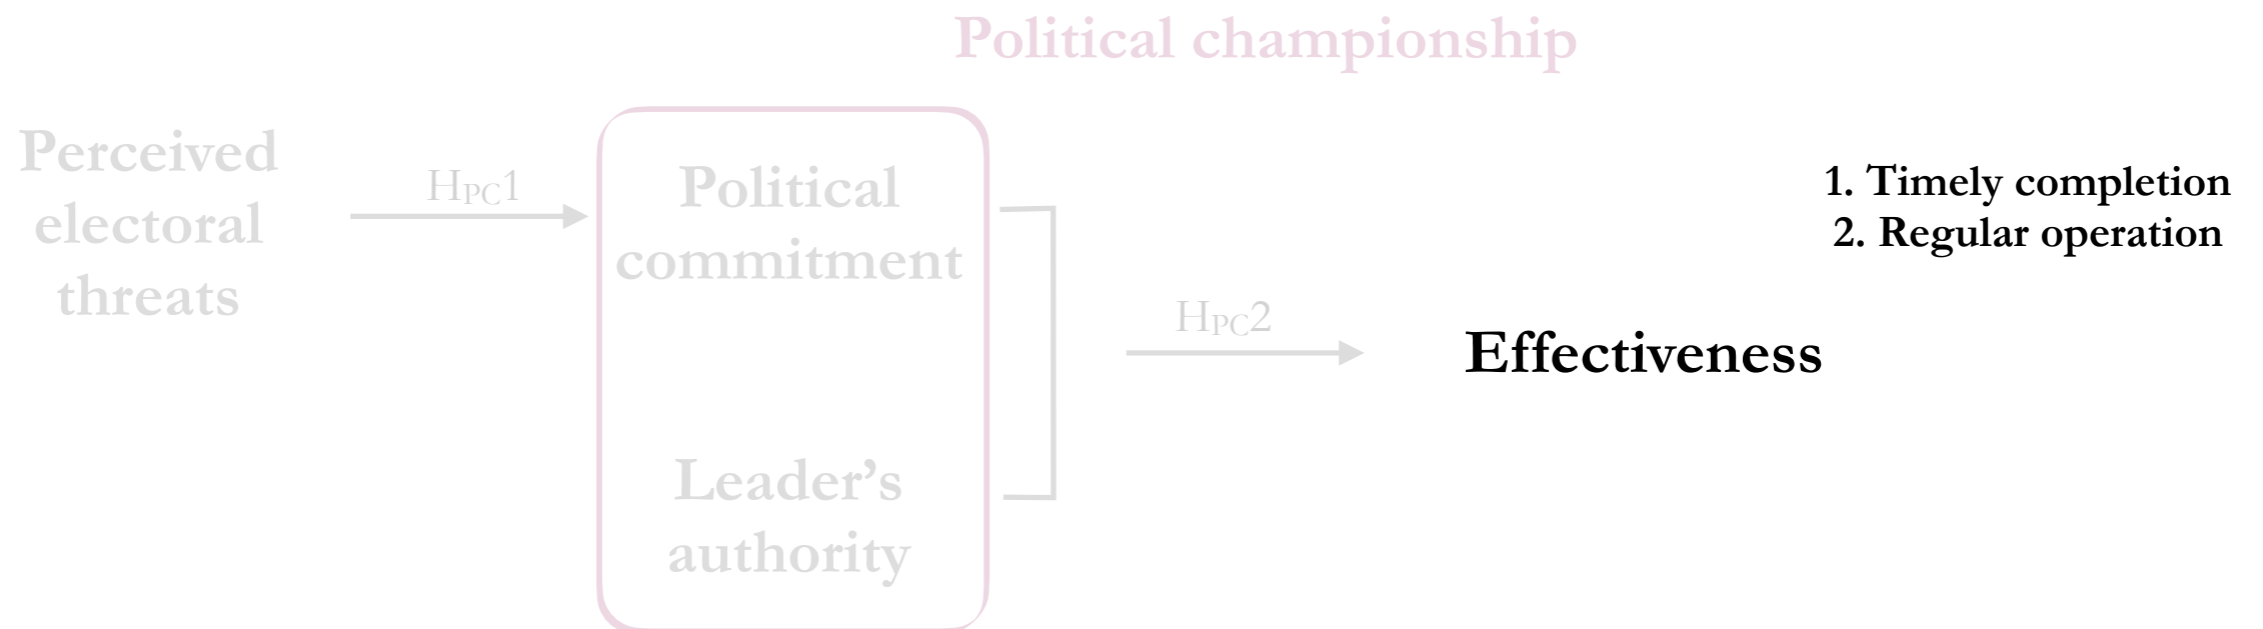 Political championship
Perceived
electoral
threats
HPC1
Political
commitment
Leader’s
authority
HPC2
1. Timely completion
2. Regular operation
Effectiveness